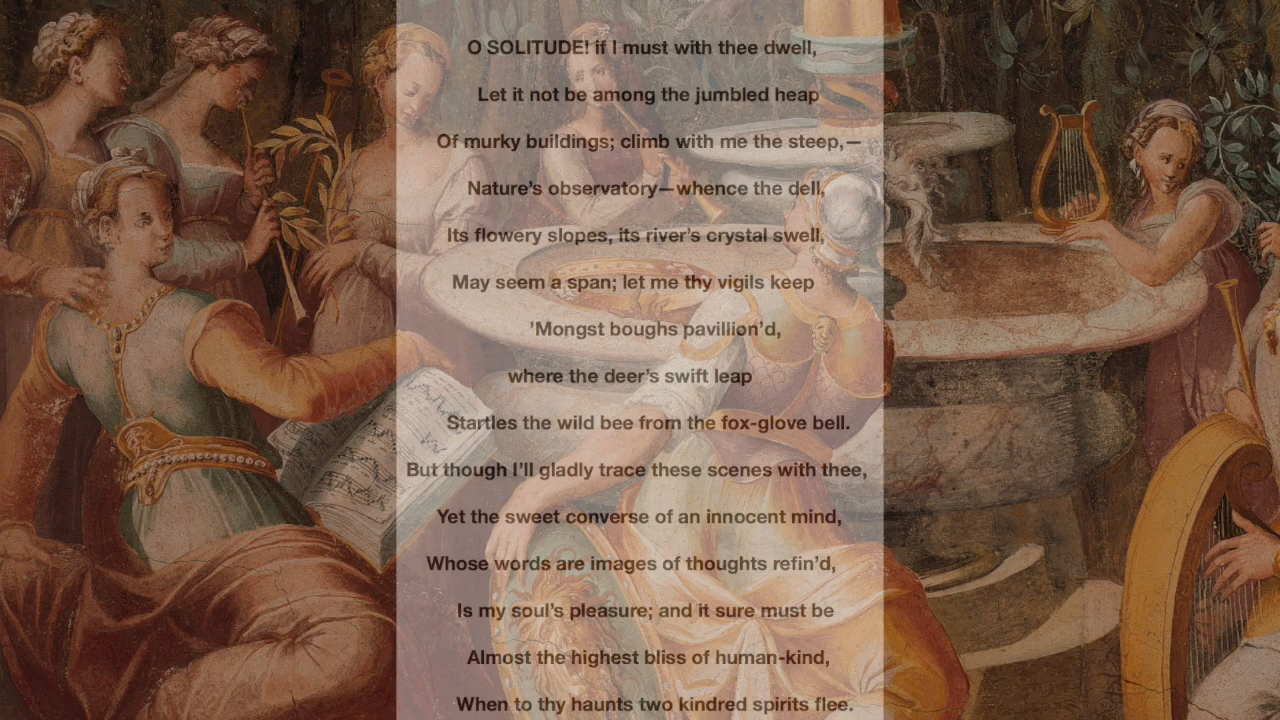 O SOLITUDE! if I must with thee dwell,
Let it not be among the jumbled heap
Of murky buildings; climb with me the steep,—
Nature’s observatory—whence the dell,
Its flowery slopes, its river’s crystal swell,
May seem a span; let me thy vigils keep
’Mongst boughs pavillion’d,
where the deer’s swift leap
Startles the wild bee from the fox-glove bell.
But though I’ll gladly trace these scenes with thee,
Yet the sweet converse of an innocent mind,
Whose words are images of thoughts refin’d,
Is my soul’s pleasure; and it sure must be
Almost the highest bliss of human-kind,
When to thy haunts two kindred spirits flee.